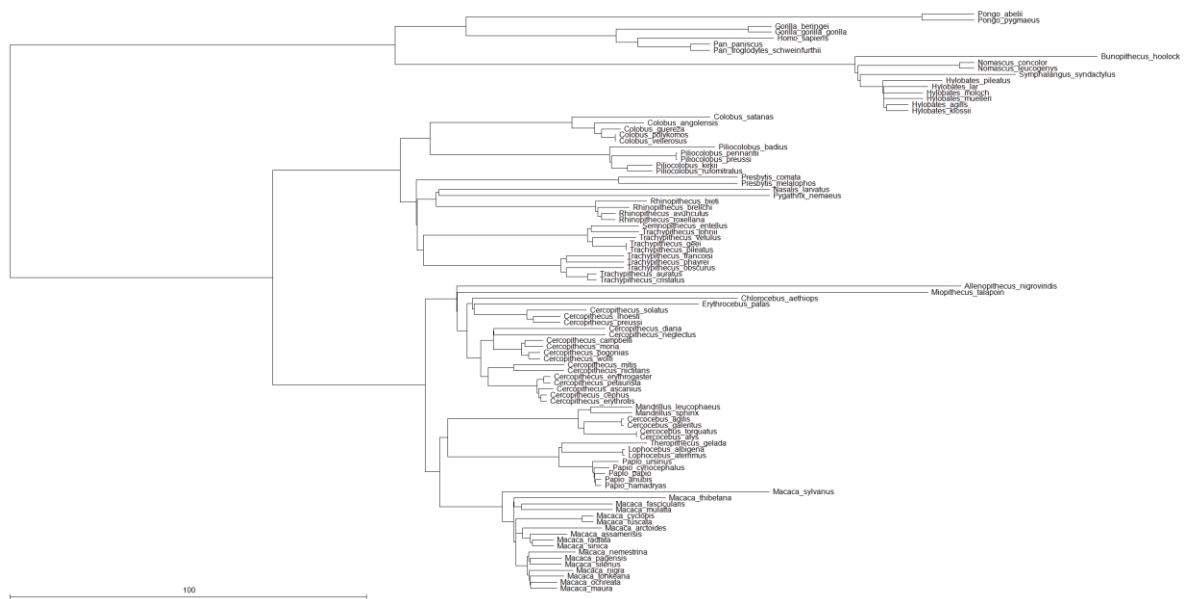 Pongo_abelii
Pongo_pygmaeus
Gorilla_beringei
Gorilla_gorilla_gorilla
Homo_sapiens
Pan_paniscus
Pan_troglodytes_schweinfurthii
Bunopithecus_hoolock
Nomascus_concolor
Nomascus_leucogenys
Symphalangus_syndactylus
Hylobates_pileatus
Hylobates_lar
Hylobates_moloch
Hylobates_muelleri
Hylobates_agilis
Hylobates_klossii
Colobus_satanas
Colobus_angolensis
Colobus_guereza
Colobus_polykomos
Colobus_vellerosus
Piliocolobus_badius
Piliocolobus_pennantii
Piliocolobus_preussi
Piliocolobus_kirkii
Piliocolobus_rufomitratus
Presbytis_comata
Presbytis_melalophos
Nasalis_larvatus
Pygathrix_nemaeus
Rhinopithecus_bieti
Rhinopithecus_brelichi
Rhinopithecus_avunculus
Rhinopithecus_roxellana
Semnopithecus_entellus
Trachypithecus_johnii
Trachypithecus_vetulus
Trachypithecus_geei
Trachypithecus_pileatus
Trachypithecus_francoisi
Trachypithecus_phayrei
Trachypithecus_obscurus
Trachypithecus_auratus
Trachypithecus_cristatus
Allenopithecus_nigroviridis
Miopithecus_talapoin
Chlorocebus_aethiops
Erythrocebus_patas
Cercopithecus_solatus
Cercopithecus_lhoesti
Cercopithecus_preussi
Cercopithecus_diana
Cercopithecus_neglectus
Cercopithecus_campbelli
Cercopithecus_mona
Cercopithecus_pogonias
Cercopithecus_wolfi
Cercopithecus_mitis
Cercopithecus_nictitans
Cercopithecus_erythrogaster
Cercopithecus_petaurista
Cercopithecus_ascanius
Cercopithecus_cephus
Cercopithecus_erythrotis
Mandrillus_leucophaeus
Mandrillus_sphinx
Cercocebus_agilis
Cercocebus_galeritus
Cercocebus_torquatus
Cercocebus_atys
Theropithecus_gelada
Lophocebus_albigena
Lophocebus_aterrimus
Papio_ursinus
Papio_cynocephalus
Papio_papio
Papio_anubis
Papio_hamadryas
Macaca_sylvanus
Macaca_thibetana
Macaca_fascicularis
Macaca_mulatta
Macaca_cyclopis
Macaca_fuscata
Macaca_arctoides
Macaca_assamensis
Macaca_radiata
Macaca_sinica
Macaca_nemestrina
Macaca_pagensis
Macaca_silenus
Macaca_nigra
Macaca_tonkeana
Macaca_ochreata
Macaca_maura
100